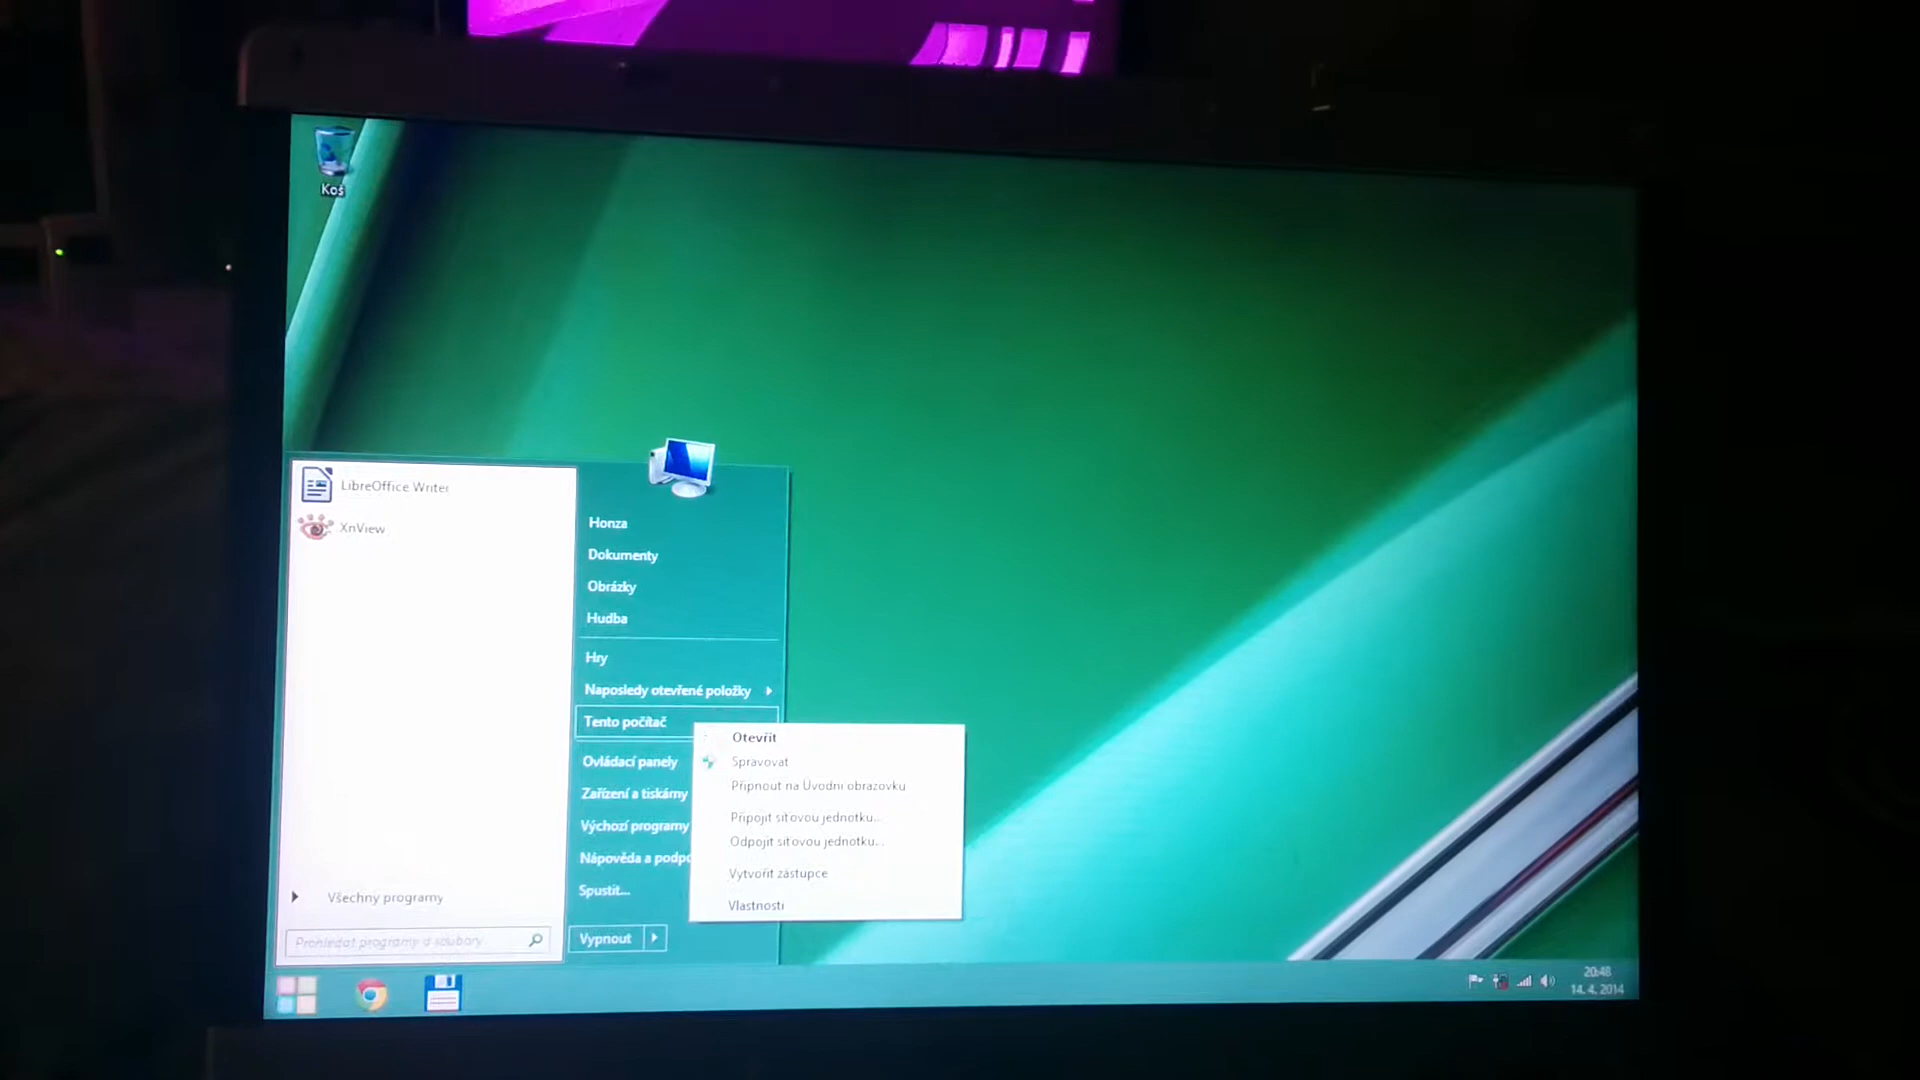 Koš
LibreOffice Writer
XnView
Všechny programy
Prohledat programy a soubory
Honza
Dokumenty
Obrázky
Hudba
Hry
Naposledy otevřené položky
Tento počítač
Ovládací panely
Zařízení a tiskárny
Výchozí programy
Nápověda a podpo
Spustit...
Vypnout
Otevřít
Spravovat
Připnout na Úvodní obrazovku
Připojit síťovou jednotku...
Odpojit síťovou jednotku...
Vytvořit zástupce
Vlastnosti
20:48
14. 4. 2014